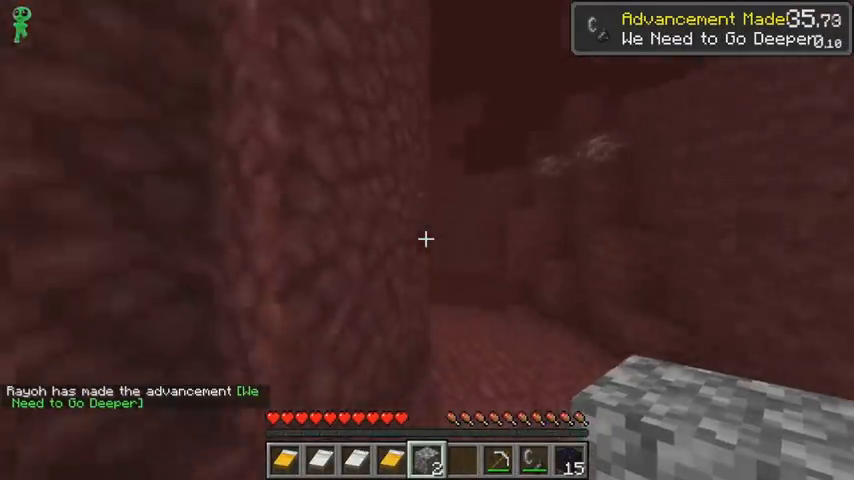 Advancement Made
35.73
We Need to Go Deeper
0.10
Rayoh has made the advancement [We
Need to Go Deeper]
2
15